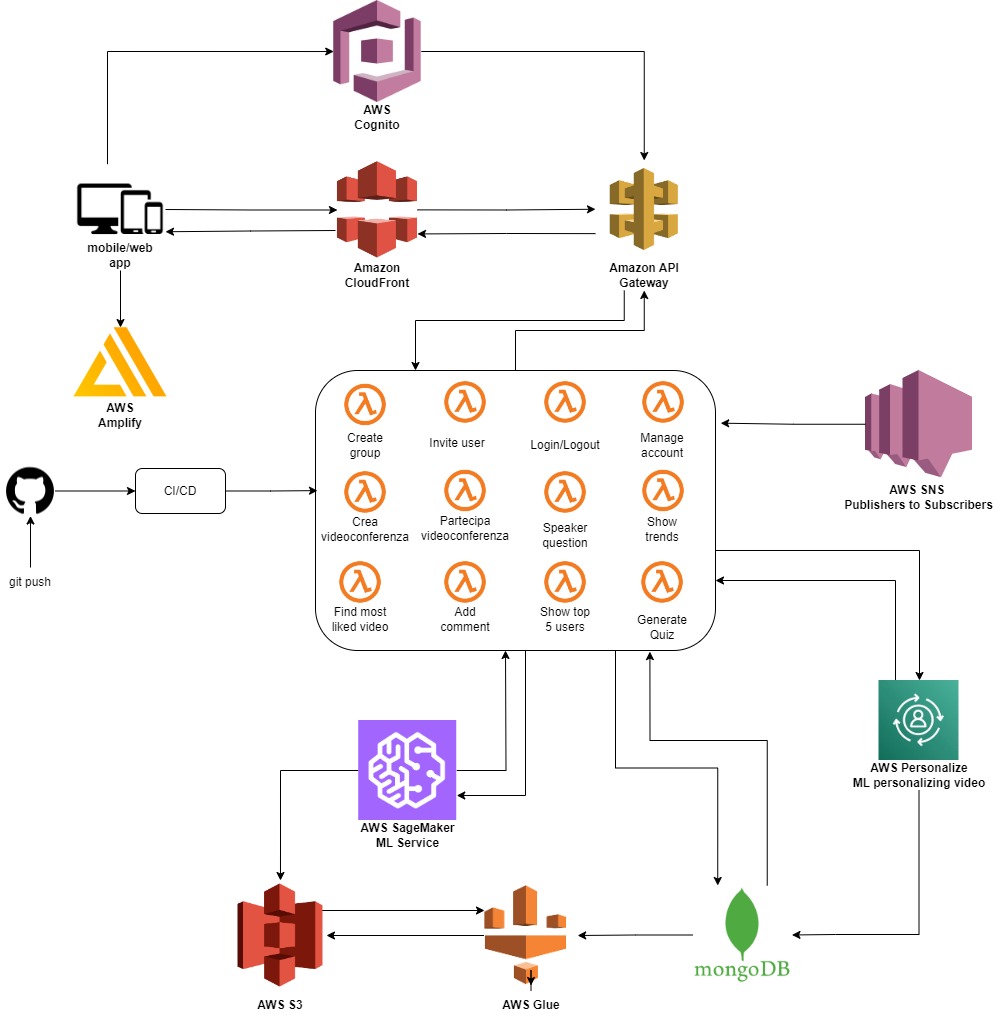 AWS
Cognito
mobile/web
app
Amazon
CloudFront
Amazon API
Gateway
AWS
Amplify
Create
group
Invite user
Login/Logout
Manage
account
AWS SNS
Publishers to Subscribers
CI/CD
git push
Crea
videoconferenza
Partecipa
videoconferenza
Speaker
question
Show
trends
Find most
liked video
Add
comment
Show top
5 users
Generate
Quiz
AWS Personalize
ML personalizing video
AWS SageMaker
ML Service
mongoDB
AWS S3
AWS Glue